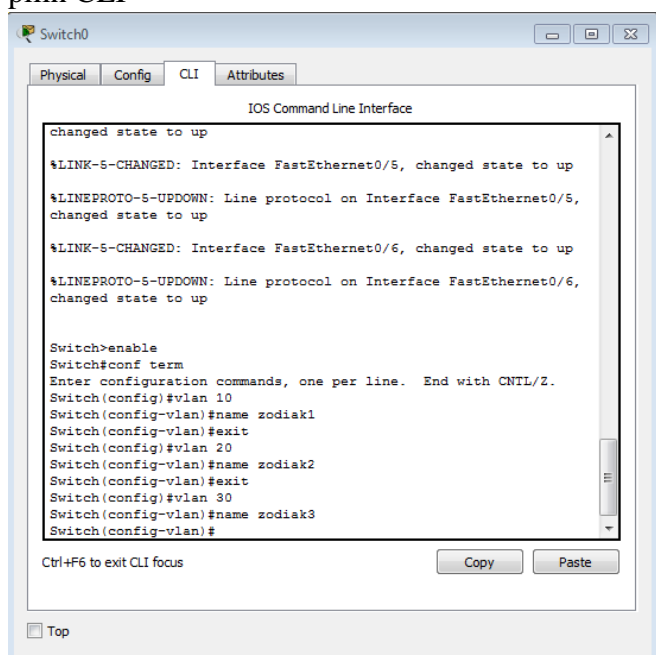 Switch0
Physical Config CLI Attributes
IOS Command Line Interface
changed state to up
%LINK-5-CHANGED: Interface FastEthernet0/5, changed state to up
%LINEPROTO-5-UPDOWN: Line protocol on Interface FastEthernet0/5,
changed state to up
%LINK-5-CHANGED: Interface FastEthernet0/6, changed state to up
%LINEPROTO-5-UPDOWN: Line protocol on Interface FastEthernet0/6,
changed state to up
Switch>enable
Switch#conf term
Enter configuration commands, one per line. End with CNTL/Z.
Switch(config)#vlan 10
Switch(config-vlan)#name zodiak1
Switch(config-vlan)#exit
Switch(config)#vlan 20
Switch(config-vlan)#name zodiak2
Switch(config-vlan)#exit
Switch(config)#vlan 30
Switch(config-vlan)#name zodiak3
Switch(config-vlan)#
Ctrl+F6 to exit CLI focus Copy Paste
Top